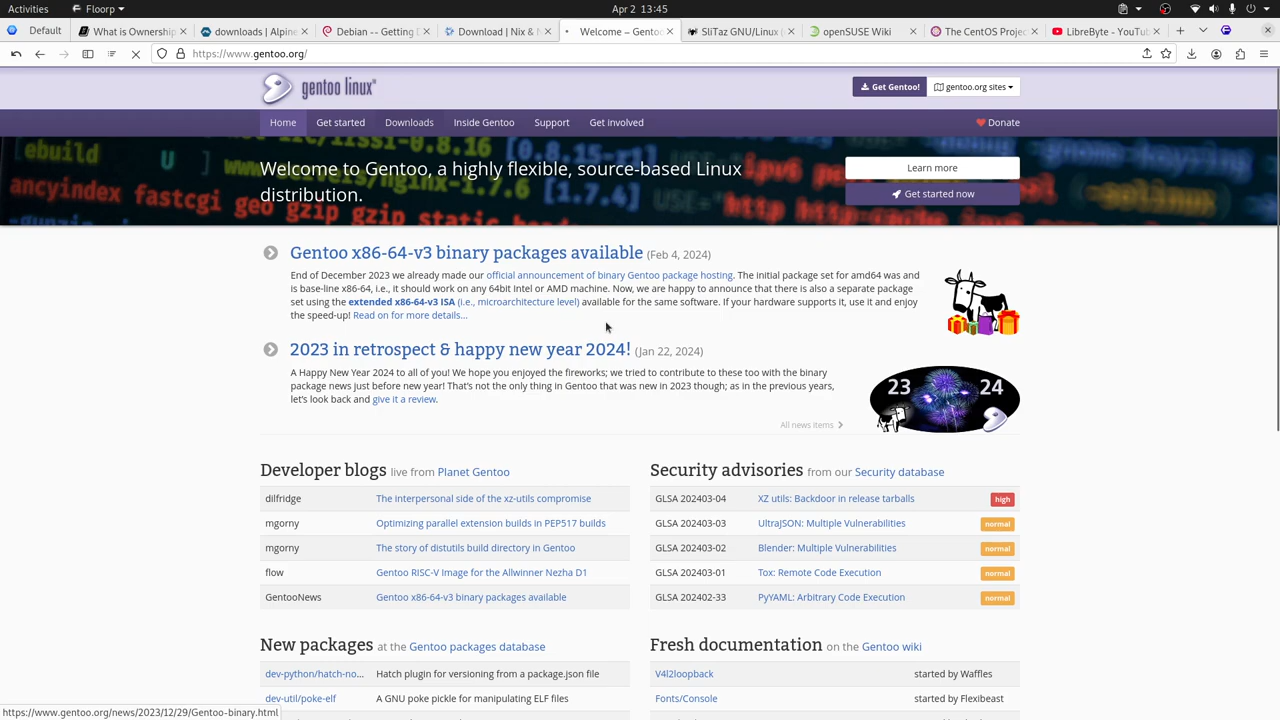 Activities
Floorp
Apr 2 13:45
Default
What is Ownership
downloads | Alpine
Debian -- Getting D
Download | Nix & N
Welcome – Gentoo
SliTaz GNU/Linux (
openSUSE Wiki
The CentOS Projec
LibreByte - YouTub
https://www.gentoo.org/
gentoo linux
Get Gentoo!
gentoo.org sites
Home
Get started
Downloads
Inside Gentoo
Support
Get involved
Donate
Welcome to Gentoo, a highly flexible, source-based Linux
distribution.
Learn more
Get started now
Gentoo x86-64-v3 binary packages available (Feb 4, 2024)
End of December 2023 we already made our official announcement of binary Gentoo package hosting. The initial package set for amd64 was and
is base-line x86-64, i.e., it should work on any 64bit Intel or AMD machine. Now, we are happy to announce that there is also a separate package
set using the extended x86-64-v3 ISA (i.e., microarchitecture level) available for the same software. If your hardware supports it, use it and enjoy
the speed-up! Read on for more details...
2023 in retrospect & happy new year 2024! (Jan 22, 2024)
A Happy New Year 2024 to all of you! We hope you enjoyed the fireworks; we tried to contribute to these too with the binary
package news just before new year! That's not the only thing in Gentoo that was new in 2023 though; as in the previous years,
let's look back and give it a review.
23 24
All news items
Developer blogs live from Planet Gentoo
dilfridge The interpersonal side of the xz-utils compromise
mgorny Optimizing parallel extension builds in PEP517 builds
mgorny The story of distutils build directory in Gentoo
flow Gentoo RISC-V Image for the Allwinner Nezha D1
GentooNews Gentoo x86-64-v3 binary packages available
Security advisories from our Security database
GLSA 202403-04 XZ utils: Backdoor in release tarballs high
GLSA 202403-03 UltraJSON: Multiple Vulnerabilities normal
GLSA 202403-02 Blender: Multiple Vulnerabilities normal
GLSA 202403-01 Tox: Remote Code Execution normal
GLSA 202402-33 PyYAML: Arbitrary Code Execution normal
New packages at the Gentoo packages database
dev-python/hatch-no... Hatch plugin for versioning from a package.json file
dev-util/poke-elf A GNU poke pickle for manipulating ELF files
Fresh documentation on the Gentoo wiki
V4l2loopback started by Waffles
Fonts/Console started by Flexibeast
https://www.gentoo.org/news/2023/12/29/Gentoo-binary.html